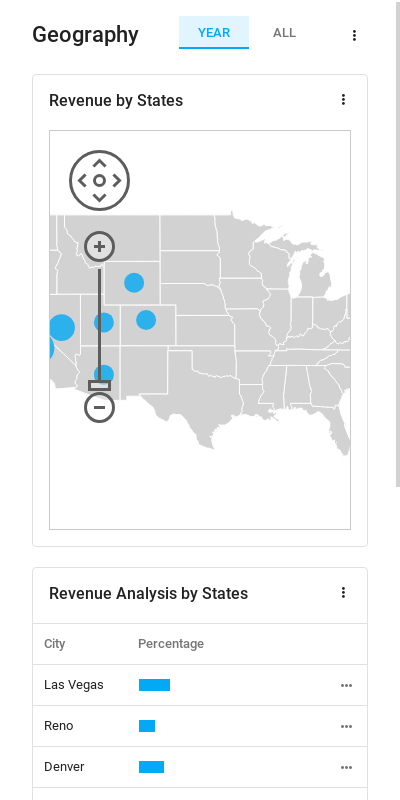 Geography
YEAR
ALL
Revenue by States
Revenue Analysis by States
City
Percentage
Las Vegas
Reno
Denver